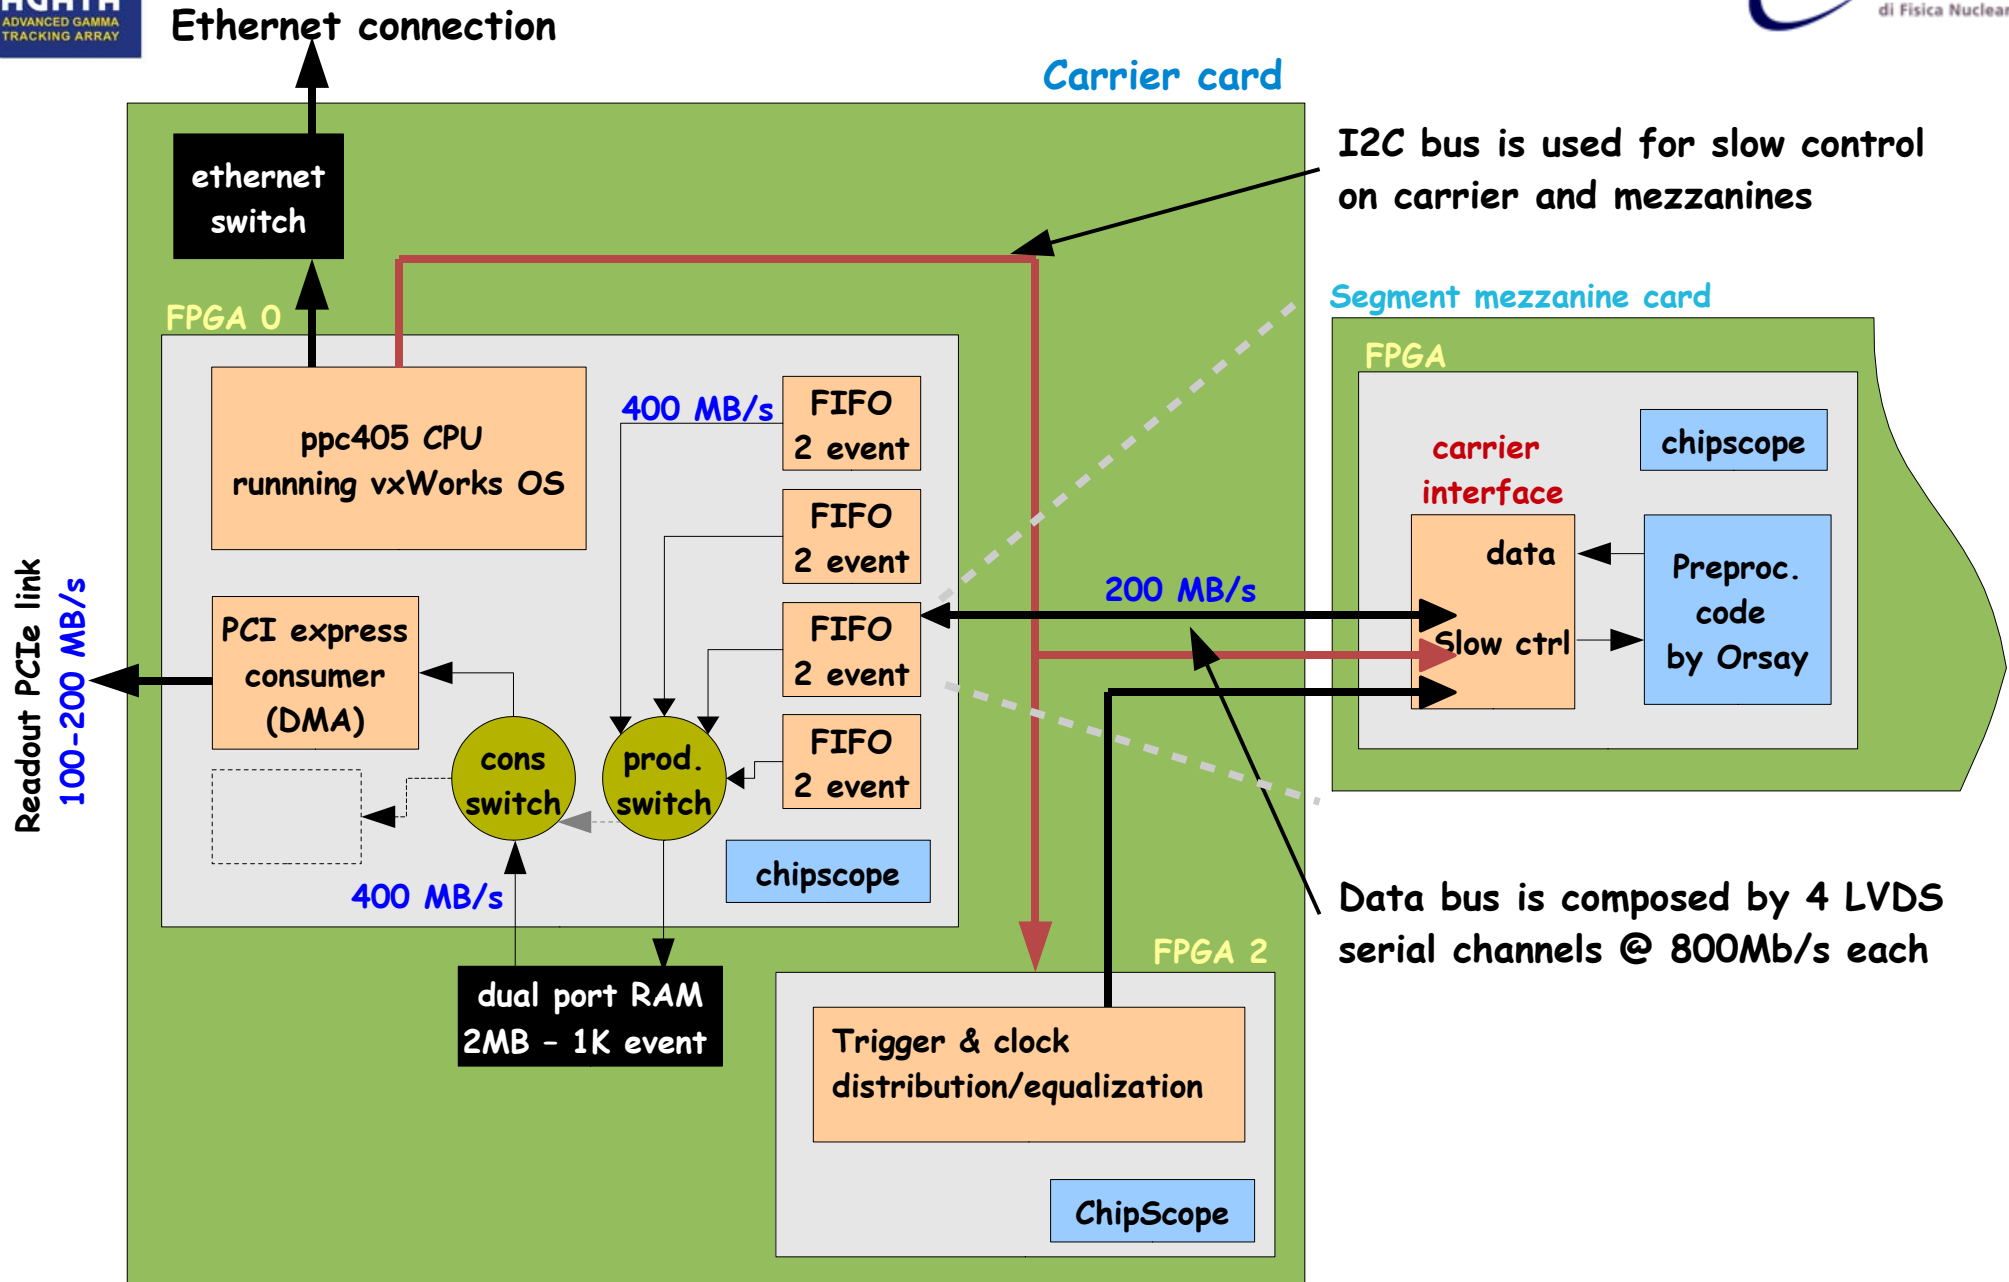 AGATA
ADVANCED GAMMA
TRACKING ARRAY
di Fisica Nuclear
Ethernet connection
Carrier card
ethernet
switch
I2C bus is used for slow control
on carrier and mezzanines
FPGA 0
ppc405 CPU
runnning vxWorks OS
400 MB/s
FIFO
2 event
FIFO
2 event
FIFO
2 event
FIFO
2 event
Readout PCIe link
100-200 MB/s
PCI express
consumer
(DMA)
cons
switch
prod.
switch
400 MB/s
chipscope
dual port RAM
2MB - 1K event
200 MB/s
Segment mezzanine card
FPGA
chipscope
carrier
interface
data
Slow ctrl
Preproc.
code
by Orsay
Data bus is composed by 4 LVDS
serial channels @ 800Mb/s each
FPGA 2
Trigger & clock
distribution/equalization
ChipScope